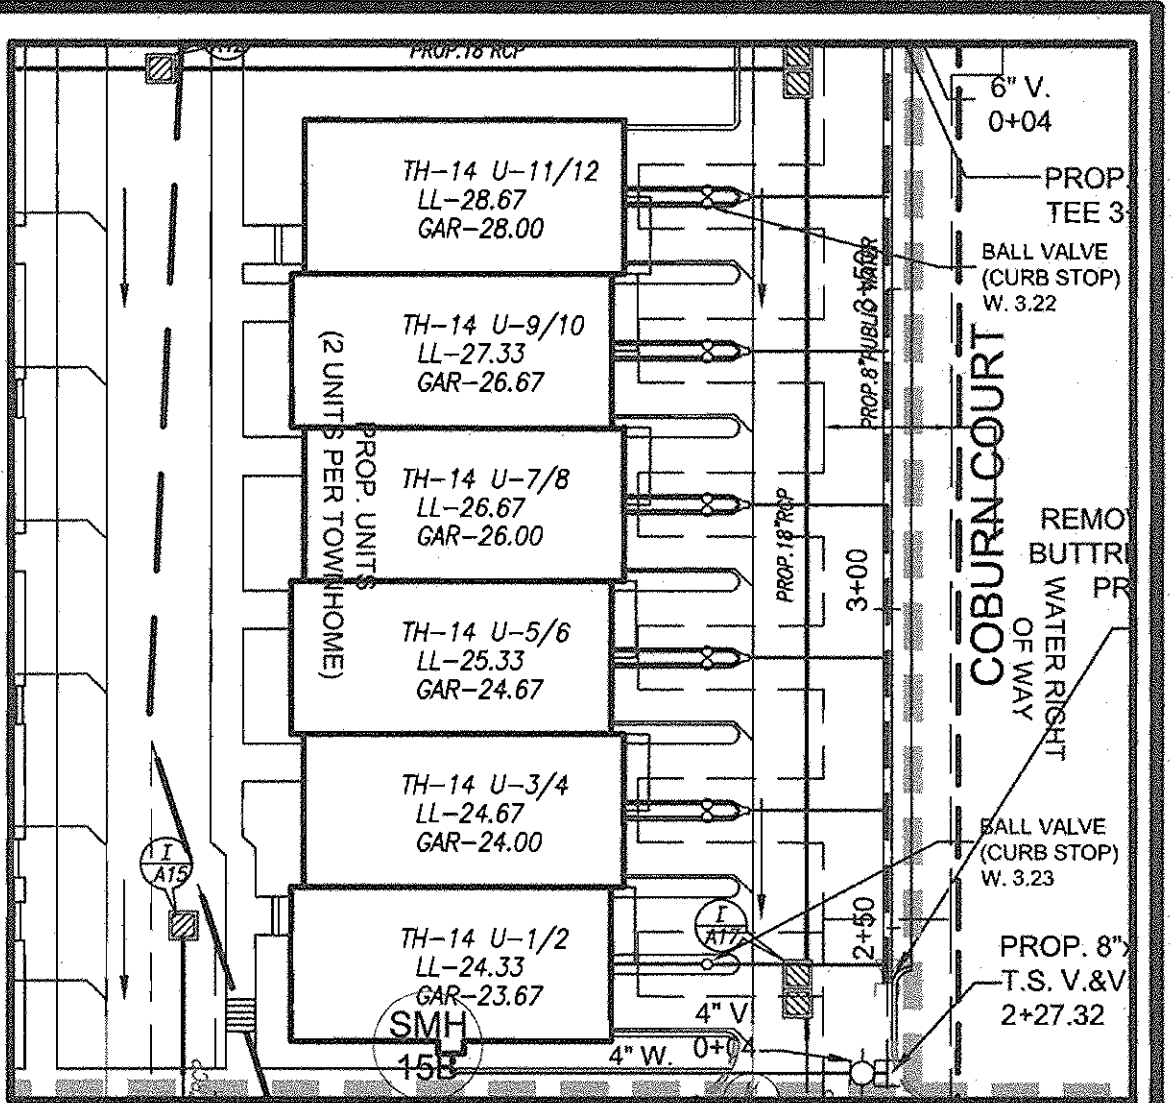 PROP.18"RCP
6" V.
0+04
PROP.
TEE 3+
TH-14 U-11/12
LL-28.67
GAR-28.00
BALL VALVE
(CURB STOP)
W. 3.22
3+50
PROP.8"PUBLIC WATER
TH-14 U-9/10
LL-27.33
GAR-26.67
COBURN COURT
PROP. UNITS
(2 UNITS PER TOWNHOME)
TH-14 U-7/8
LL-26.67
GAR-26.00
PROP.18"RCP
3+00
WATER RIGHT
OF WAY
TH-14 U-5/6
LL-25.33
GAR-24.67
TH-14 U-3/4
LL-24.67
GAR-24.00
BALL VALVE
(CURB STOP)
W. 3.23
I
A15
I
A17
2+50
TH-14 U-1/2
LL-24.33
GAR-23.67
PROP. 8"
T.S. V.&V
2+27.32
SMH
15B
4" W.
4" V
0+04